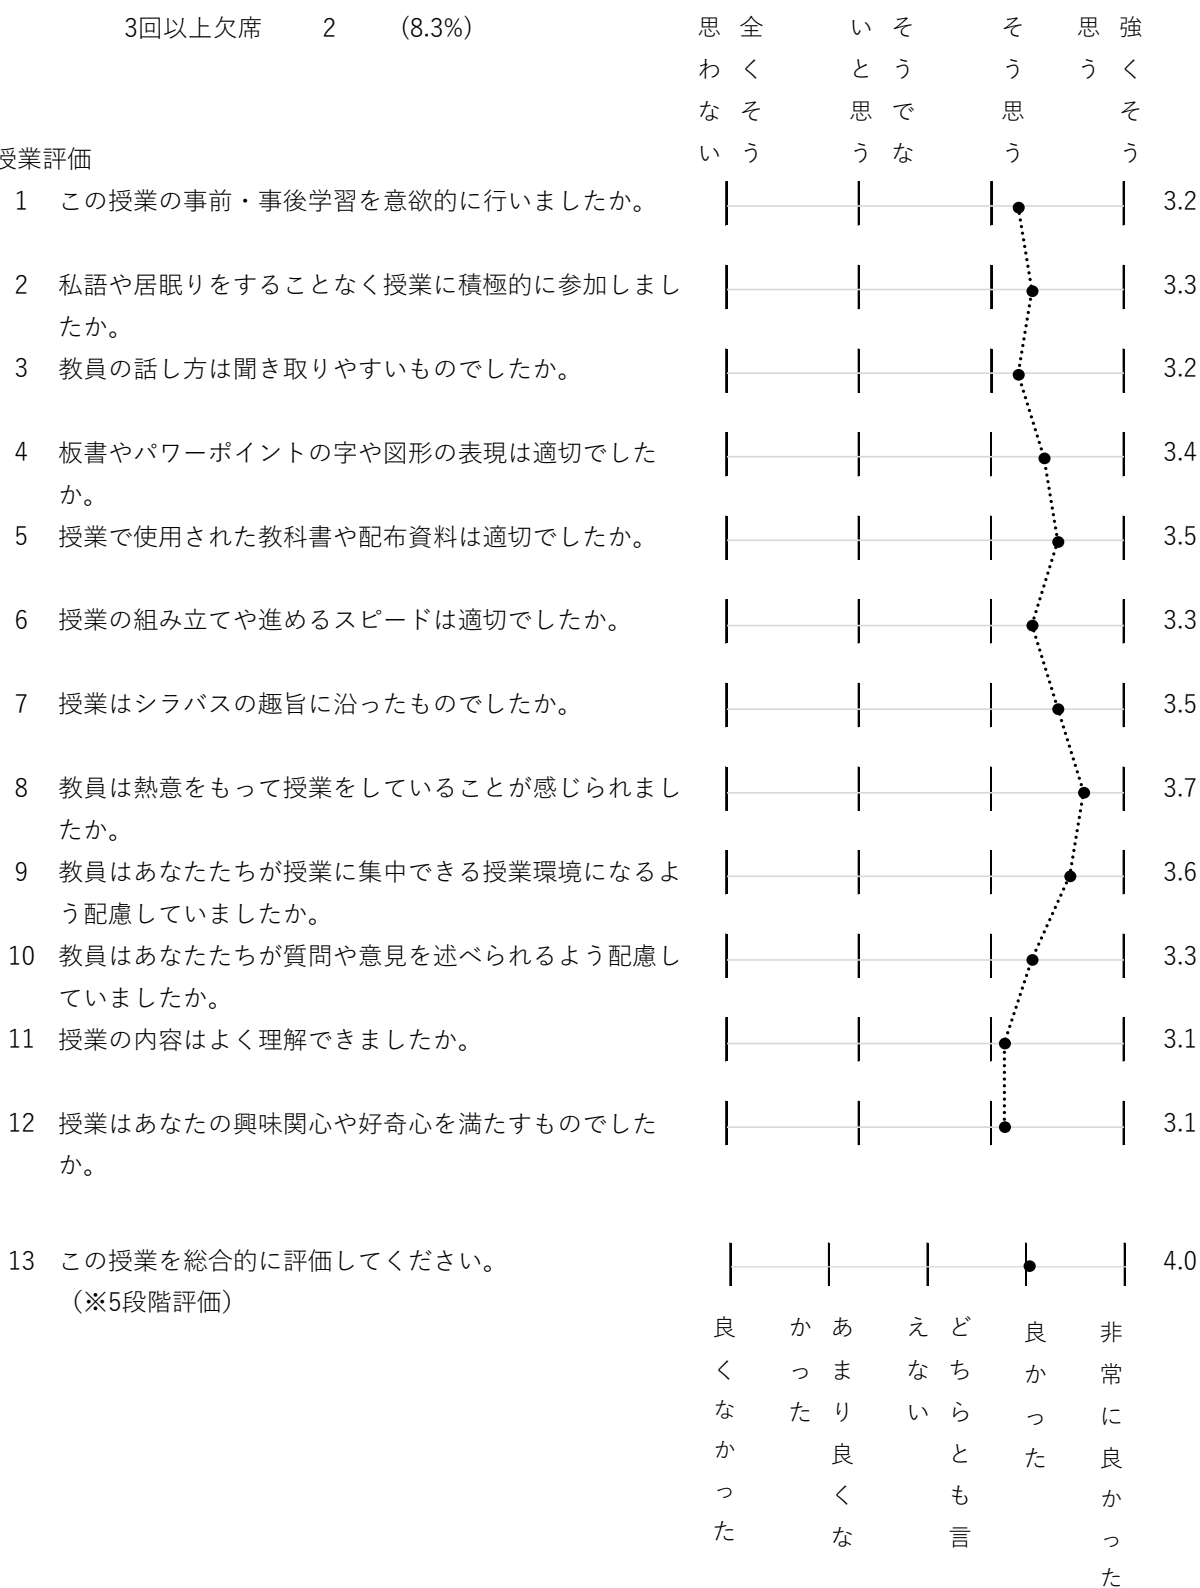 3回以上欠席 2 (8.3%)
全くそう思わない
そうでないと思う
そう思う
強くそう思う
授業評価
1 この授業の事前・事後学習を意欲的に行いましたか。 3.2
2 私語や居眠りをすることなく授業に積極的に参加しまし 3.3
たか。
3 教員の話し方は聞き取りやすいものでしたか。 3.2
4 板書やパワーポイントの字や図形の表現は適切でした 3.4
か。
5 授業で使用された教科書や配布資料は適切でしたか。 3.5
6 授業の組み立てや進めるスピードは適切でしたか。 3.3
7 授業はシラバスの趣旨に沿ったものでしたか。 3.5
8 教員は熱意をもって授業をしていることが感じられまし 3.7
たか。
9 教員はあなたたちが授業に集中できる授業環境になるよ 3.6
う配慮していましたか。
10 教員はあなたたちが質問や意見を述べられるよう配慮し 3.3
ていましたか。
11 授業の内容はよく理解できましたか。 3.1
12 授業はあなたの興味関心や好奇心を満たすものでした 3.1
か。
13 この授業を総合的に評価してください。 4.0
（※5段階評価）
良くなかった
あまり良くなかった
どちらとも言えない
良かった
非常に良かった